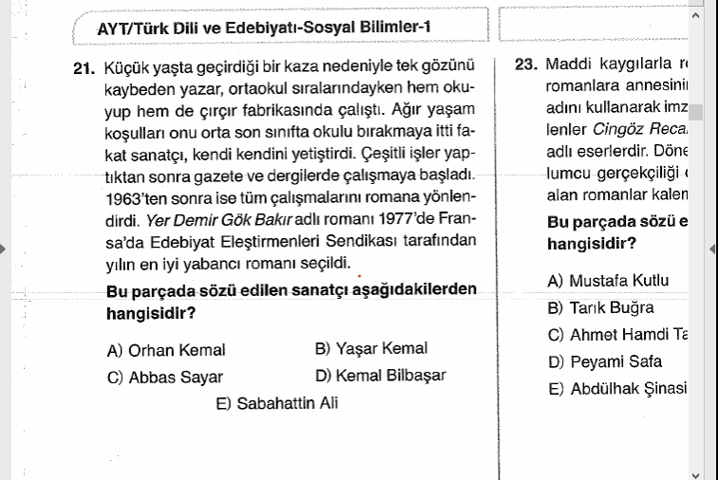 AYT/Türk Dili ve Edebiyatı-Sosyal Bilimler-1
21. Küçük yaşta geçirdiği bir kaza nedeniyle tek gözünü
kaybeden yazar, ortaokul sıralarındayken hem oku-
yup hem de çırçır fabrikasında çalıştı. Ağır yaşam
koşulları onu orta son sınıfta okulu bırakmaya itti fa-
kat sanatçı, kendi kendini yetiştirdi. Çeşitli işler yap-
tıktan sonra gazete ve dergilerde çalışmaya başladı.
1963'ten sonra ise tüm çalışmalarını romana yönlen-
dirdi. Yer Demir Gök Bakır adlı romanı 1977'de Fran-
sa'da Edebiyat Eleştirmenleri Sendikası tarafından
yılın en iyi yabancı romanı seçildi.
Bu parçada sözü edilen sanatçı aşağıdakilerden
hangisidir?
A) Orhan Kemal
B) Yaşar Kemal
C) Abbas Sayar
D) Kemal Bilbaşar
E) Sabahattin Ali
23. Maddi kaygılarla
romanlara
adını kullanarak
lenler Cingöz
adlı eserlerdir.
lumcu gerçekçiliği
alan romanlar
Bu parçada sözü
hangisidir?
A) Mustafa Kutlu
B) Tarık Buğra
C) Ahmet Hamdi
D) Peyami Safa
E) Abdülhak Şinasi